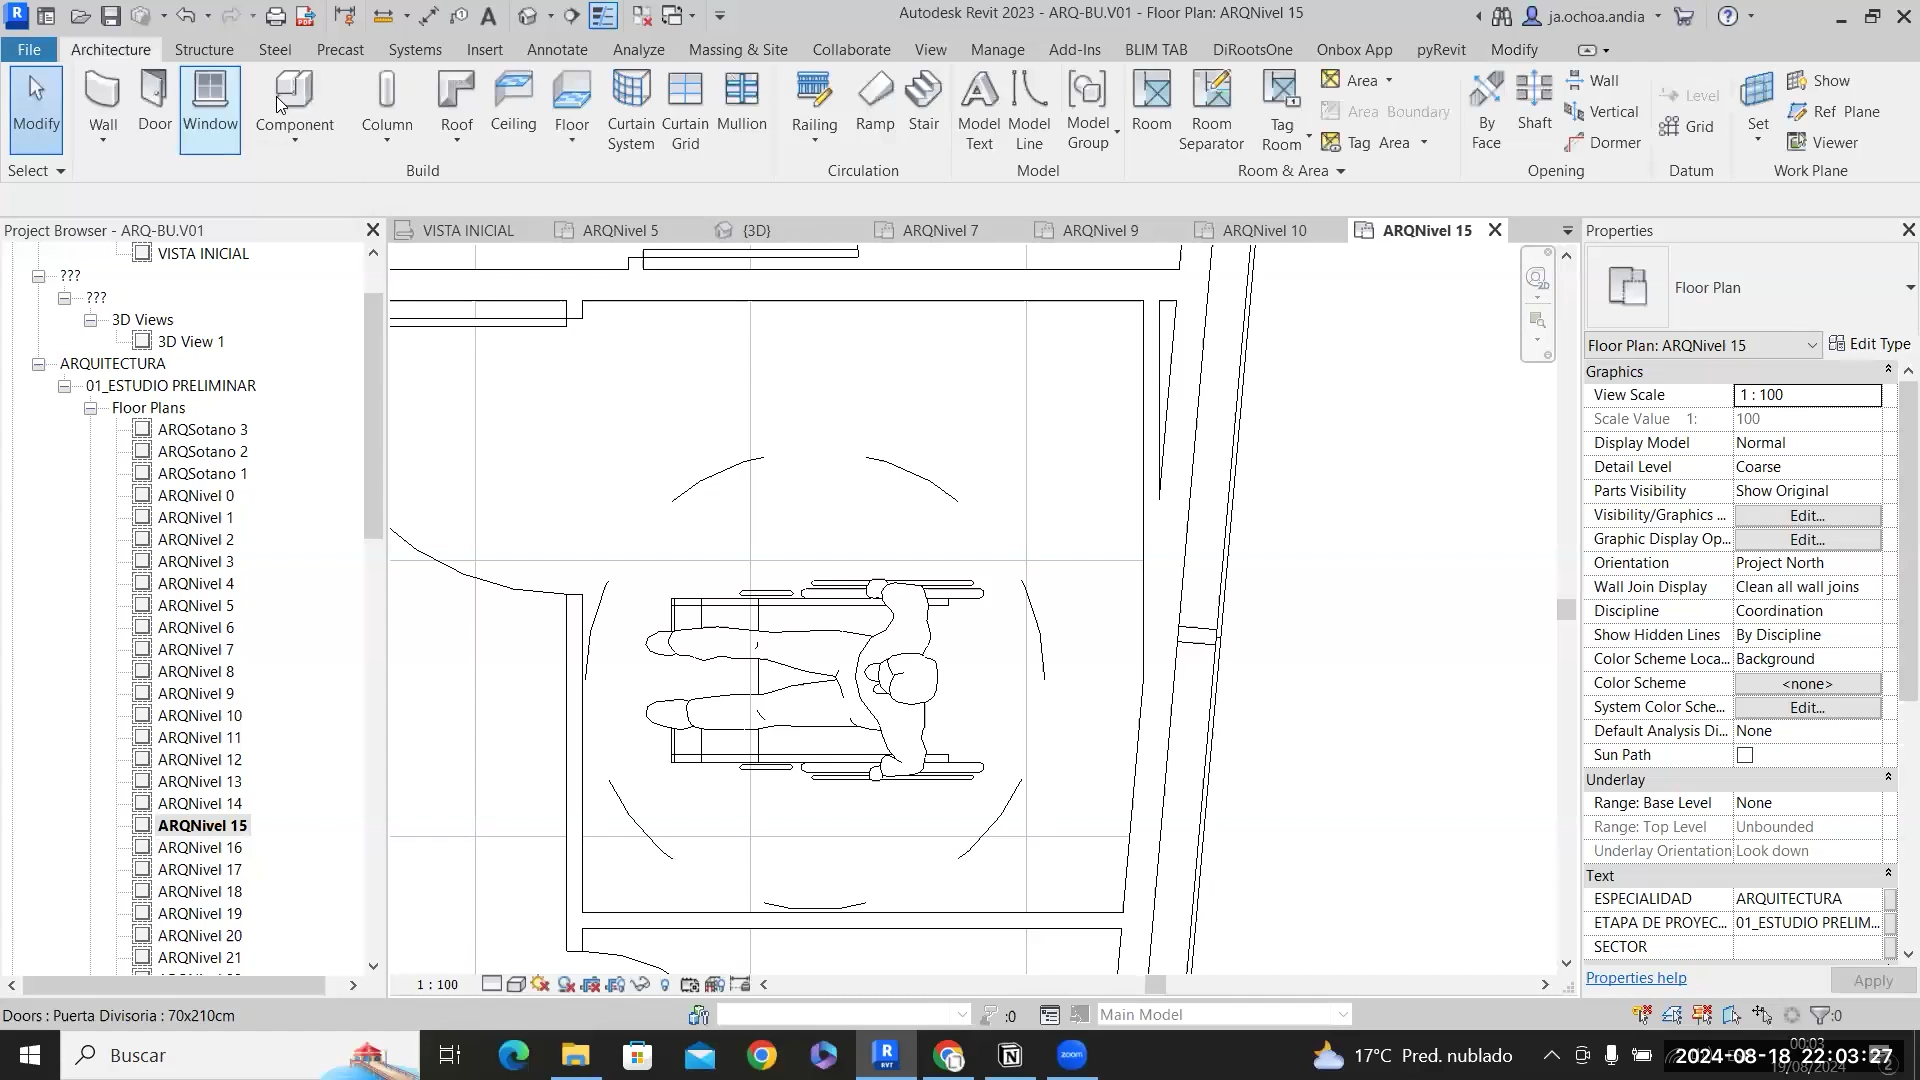 Autodesk Revit 2023 - ARQ-BU.V01 - Floor Plan: ARQNivel 15
ja.ochoa.andia
File Architecture Structure Steel Precast Systems Insert Annotate Analyze Massing & Site Collaborate View Manage Add-Ins BLIM TAB DiRootsOne Onbox App pyRevit Modify
Modify Wall Door Window Component Column Roof Ceiling Floor Curtain System Curtain Grid Mullion Railing Ramp Stair Model Text Model Line Model Group Room Room Separator Tag Room Area Area Boundary Tag Area By Face Shaft Wall Vertical Dormer Level Grid Set Show Ref Plane Viewer
Select Build Circulation Model Room & Area Opening Datum Work Plane
Project Browser - ARQ-BU.V01
VISTA INICIAL ARQNivel 5 {3D} ARQNivel 7 ARQNivel 9 ARQNivel 10 ARQNivel 15
VISTA INICIAL
???
???
3D Views
3D View 1
ARQUITECTURA
01_ESTUDIO PRELIMINAR
Floor Plans
ARQSotano 3
ARQSotano 2
ARQSotano 1
ARQNivel 0
ARQNivel 1
ARQNivel 2
ARQNivel 3
ARQNivel 4
ARQNivel 5
ARQNivel 6
ARQNivel 7
ARQNivel 8
ARQNivel 9
ARQNivel 10
ARQNivel 11
ARQNivel 12
ARQNivel 13
ARQNivel 14
ARQNivel 15
ARQNivel 16
ARQNivel 17
ARQNivel 18
ARQNivel 19
ARQNivel 20
ARQNivel 21
Properties
Floor Plan
Floor Plan: ARQNivel 15 Edit Type
Graphics
View Scale 1 : 100
Scale Value 1: 100
Display Model Normal
Detail Level Coarse
Parts Visibility Show Original
Visibility/Graphics ... Edit...
Graphic Display Op... Edit...
Orientation Project North
Wall Join Display Clean all wall joins
Discipline Coordination
Show Hidden Lines By Discipline
Color Scheme Loca... Background
Color Scheme <none>
System Color Sche... Edit...
Default Analysis Di... None
Sun Path
Underlay
Range: Base Level None
Range: Top Level Unbounded
Underlay Orientation Look down
Text
ESPECIALIDAD ARQUITECTURA
ETAPA DE PROYEC... 01_ESTUDIO PRELIM...
SECTOR
Properties help Apply
1 : 100
Doors : Puerta Divisoria : 70x210cm
:0
Main Model
:0
Buscar
zoom
17°C Pred. nublado
00:03
2024-08-18 22:03:27
19/08/2024